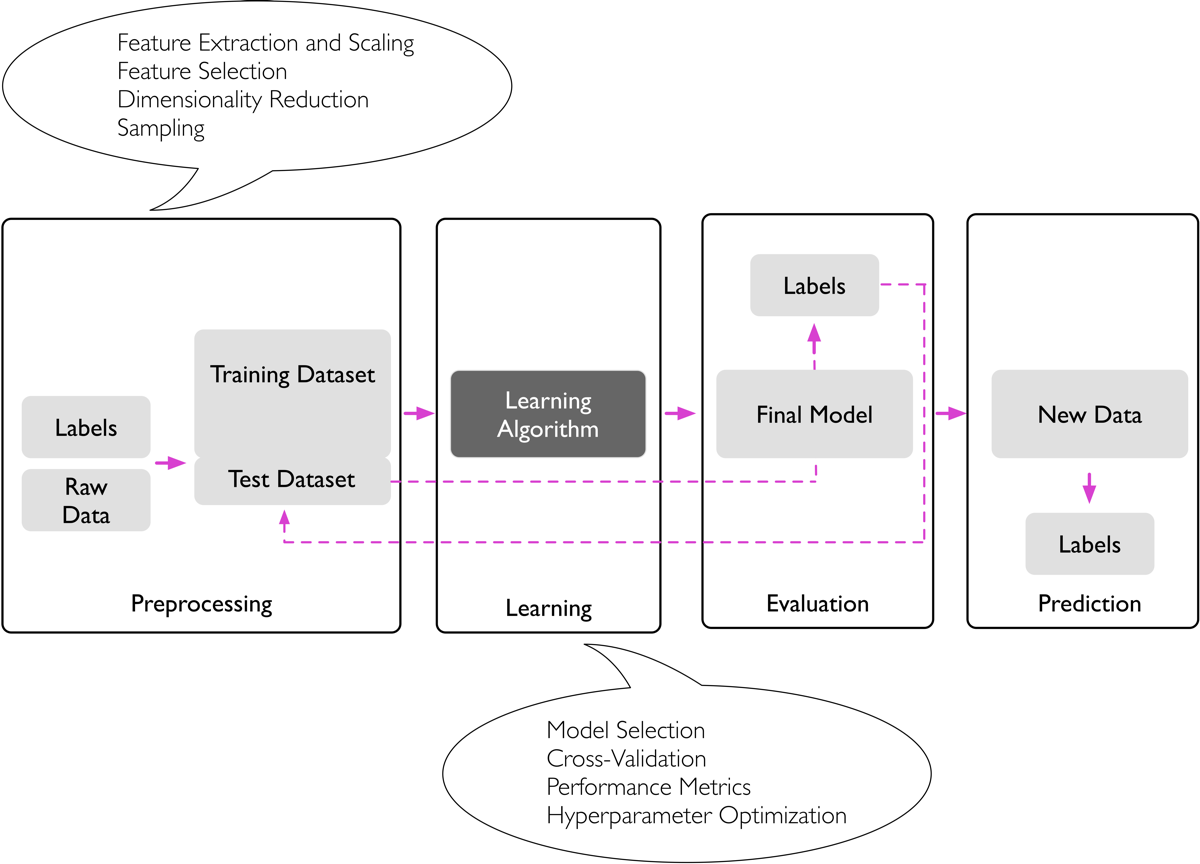 Feature Extraction and Scaling
Feature Selection
Dimensionality Reduction
Sampling
Labels
Raw
Data
Training Dataset
Test Dataset
Preprocessing
Learning
Algorithm
Learning
Labels
Final Model
Evaluation
New Data
Labels
Prediction
Model Selection
Cross-Validation
Performance Metrics
Hyperparameter Optimization